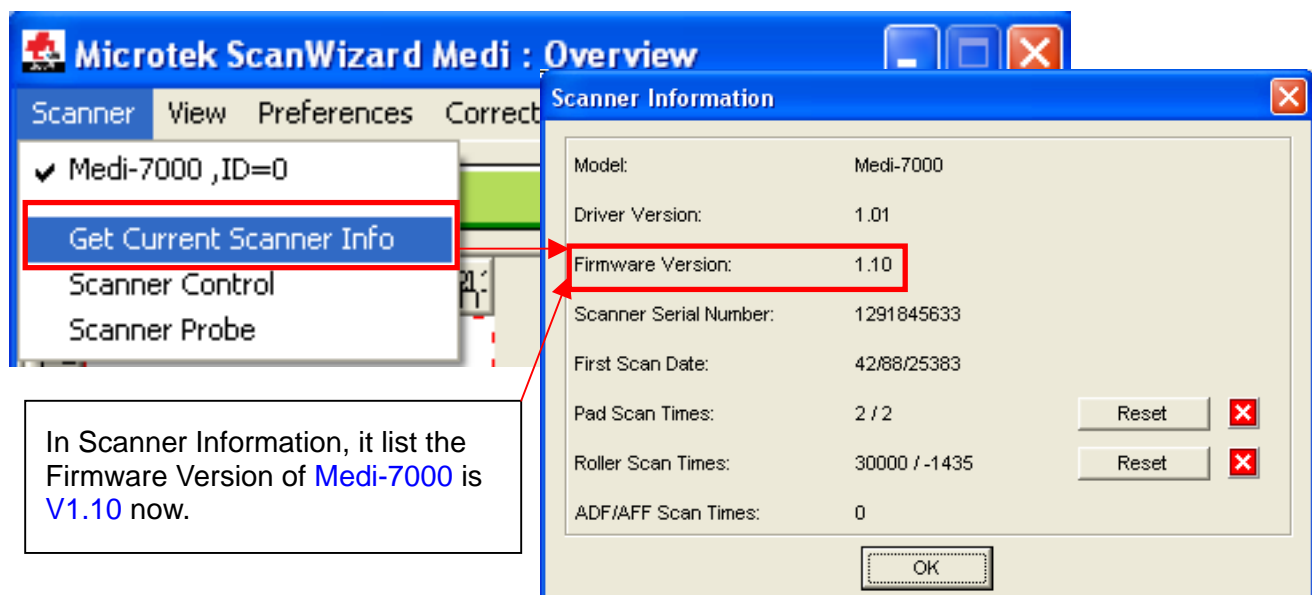 Microtek ScanWizard Medi : Overview
Scanner View Preferences Correct
Medi-7000 ,ID=0
Get Current Scanner Info
Scanner Control
Scanner Probe
In Scanner Information, it list the
Firmware Version of Medi-7000 is
V1.10 now.
Scanner Information
Model: Medi-7000
Driver Version: 1.01
Firmware Version: 1.10
Scanner Serial Number: 1291845633
First Scan Date: 42/88/25383
Pad Scan Times: 2 / 2 Reset
Roller Scan Times: 30000 / -1435 Reset
ADF/AFF Scan Times: 0
OK